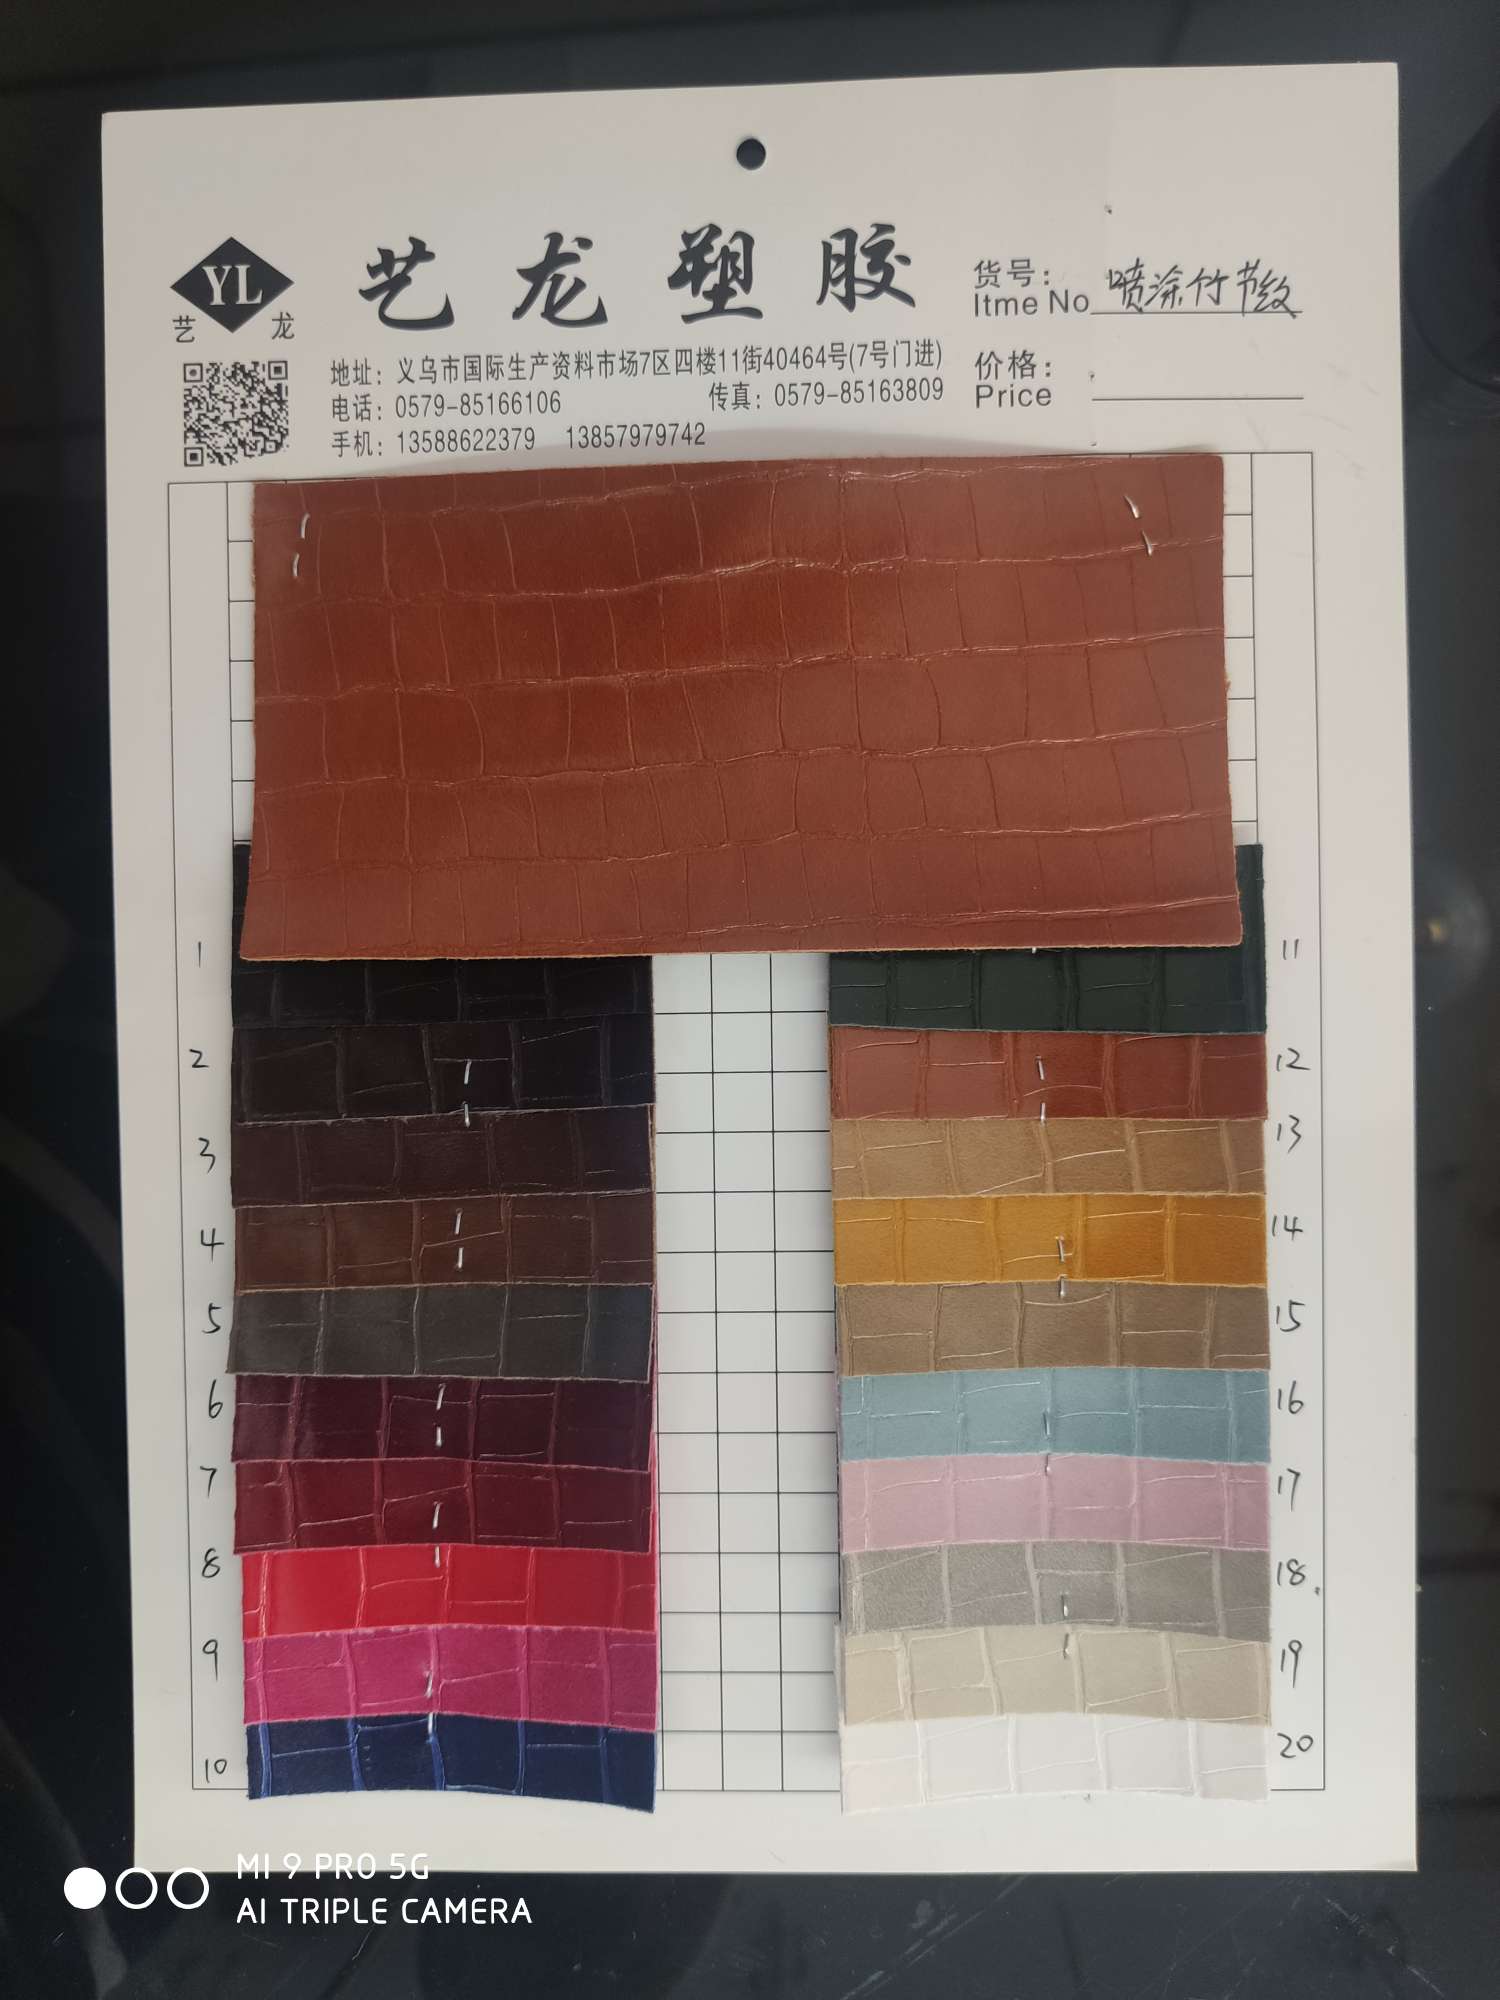 YL
艺 龙
艺龙塑胶
地址：义乌市国际生产资料市场7区四楼11街40464号(7号门进)
电话：0579-85166106 传真：0579-85163809
手机：13588622379 13857979742
货号：
Itme No 喷涂竹节纹
价格：
Price
1
2
3
4
5
6
7
8
9
10
11
12
13
14
15
16
17
18.
19
20
MI 9 PRO 5G
AI TRIPLE CAMERA